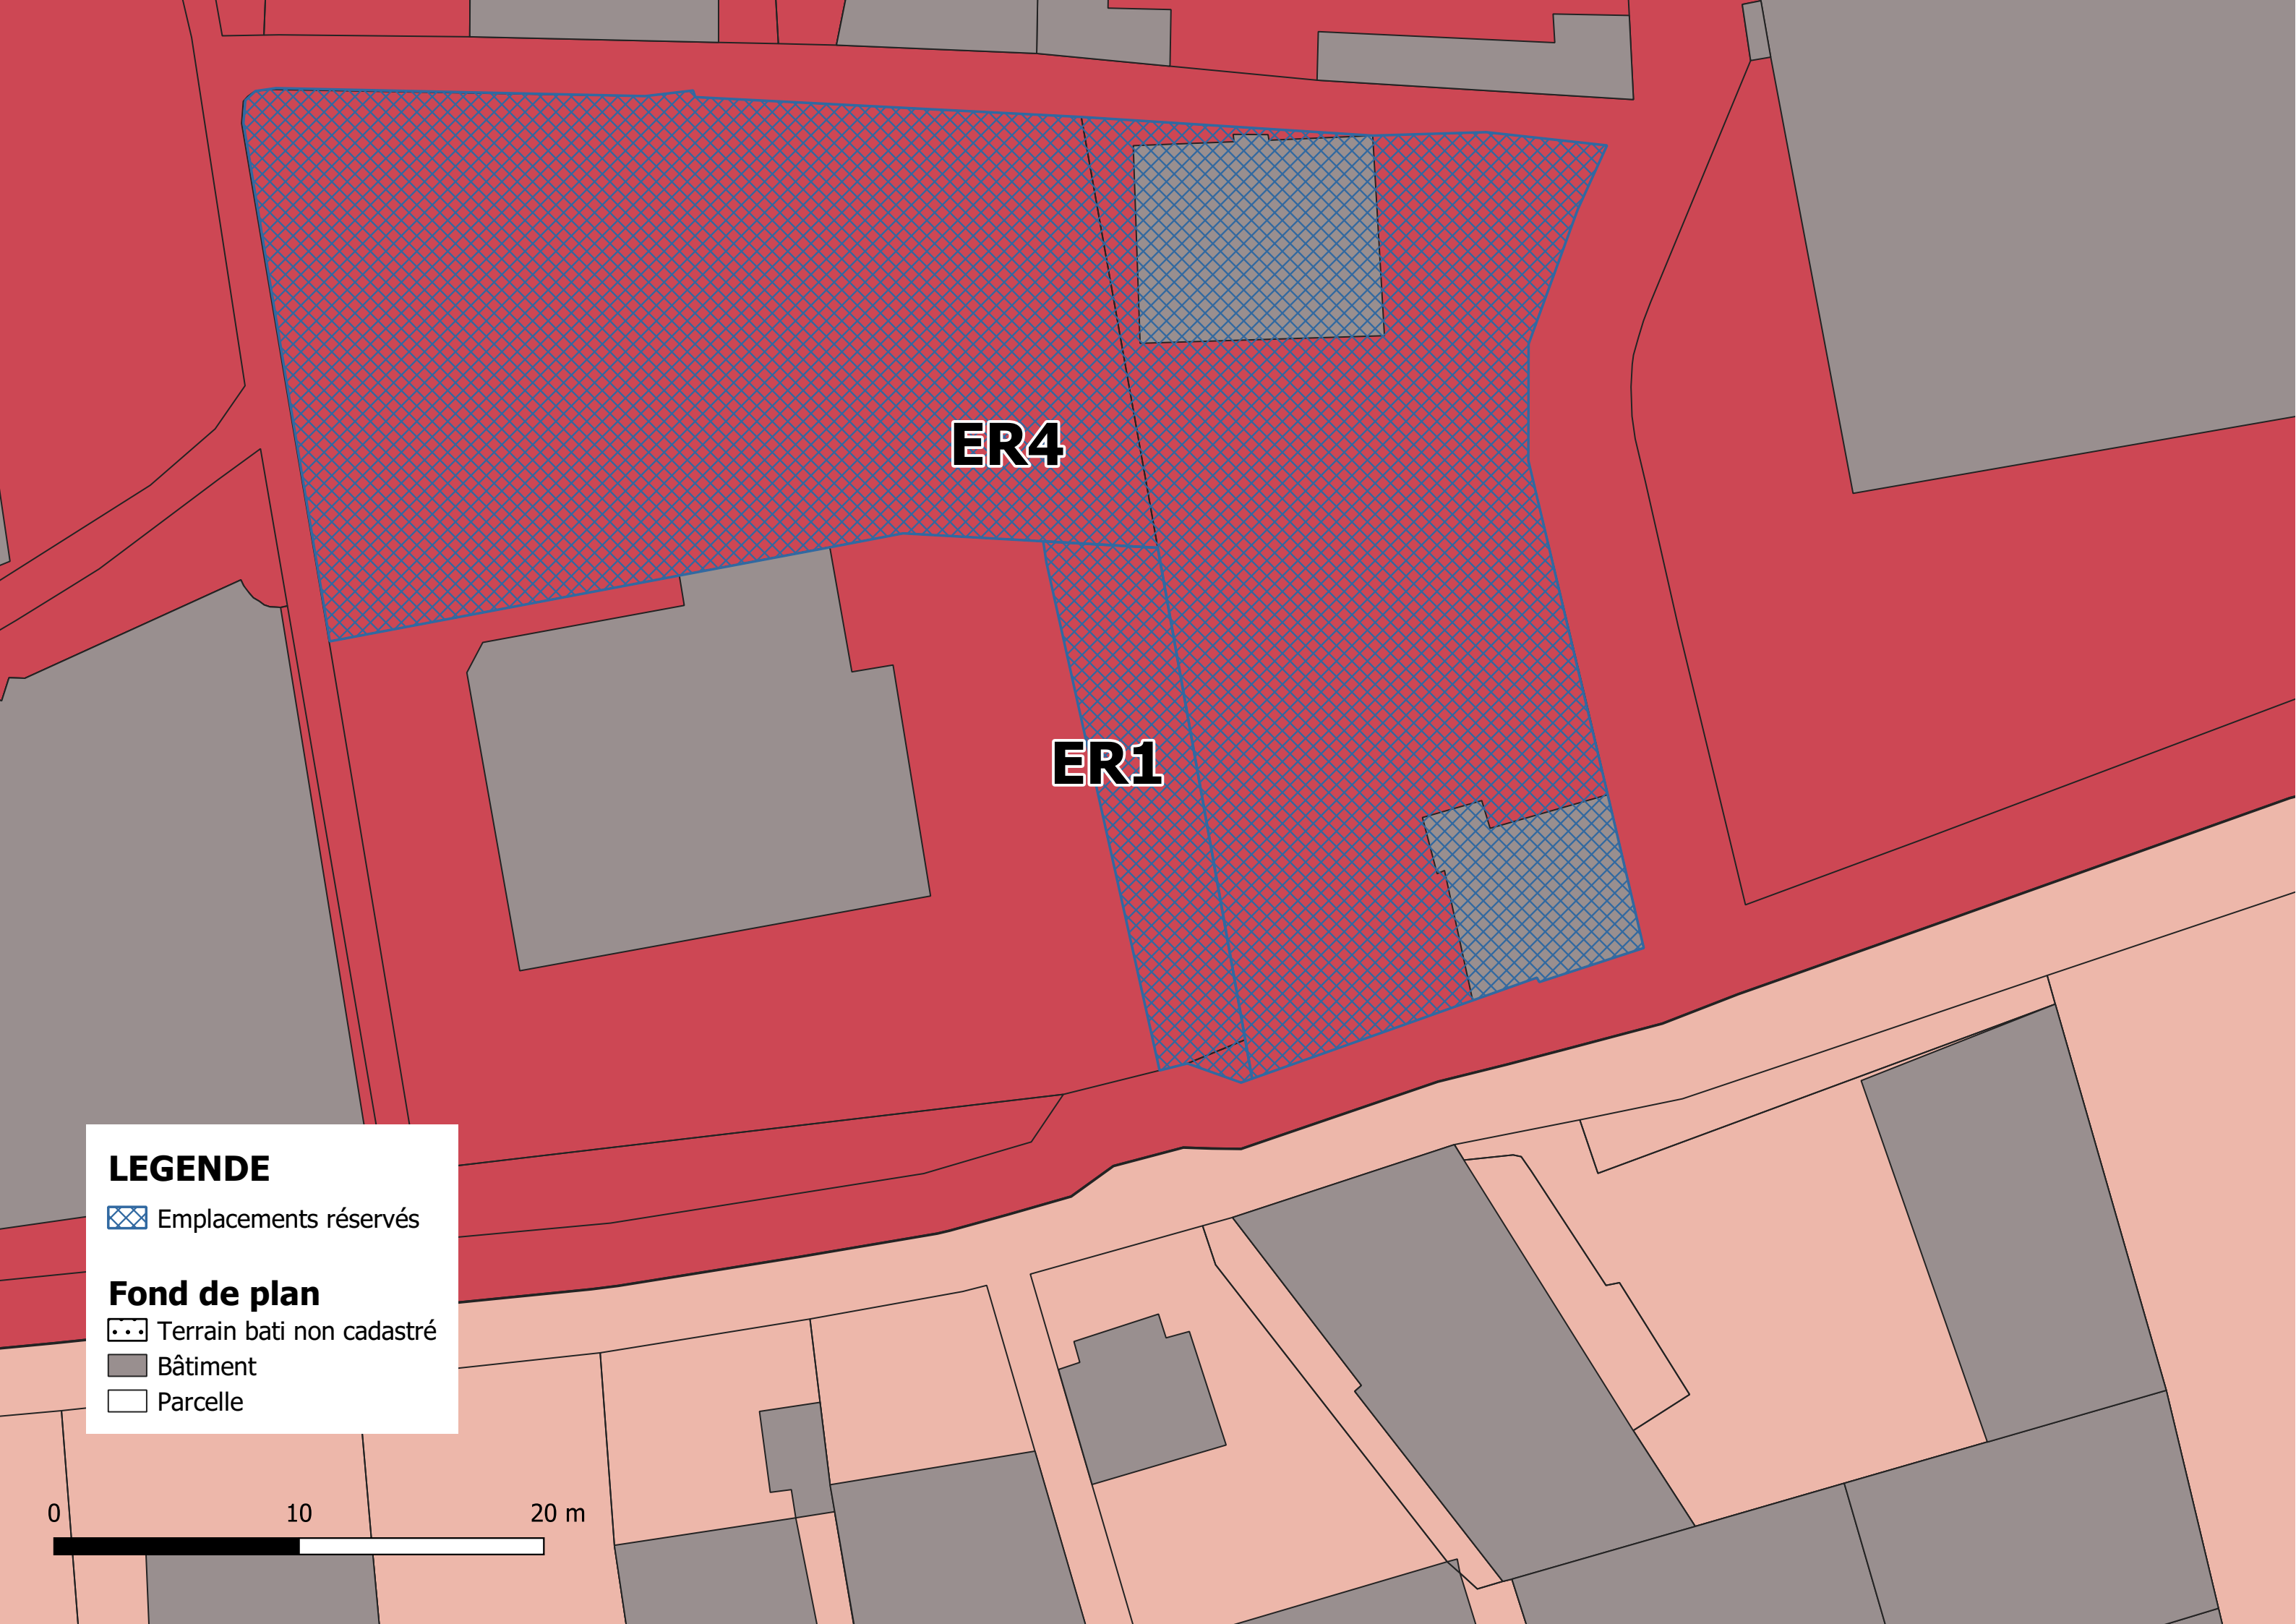 ER4
ER1
LEGENDE
Emplacements réservés
Fond de plan
Terrain bati non cadastré
Bâtiment
Parcelle
0 10 20 m